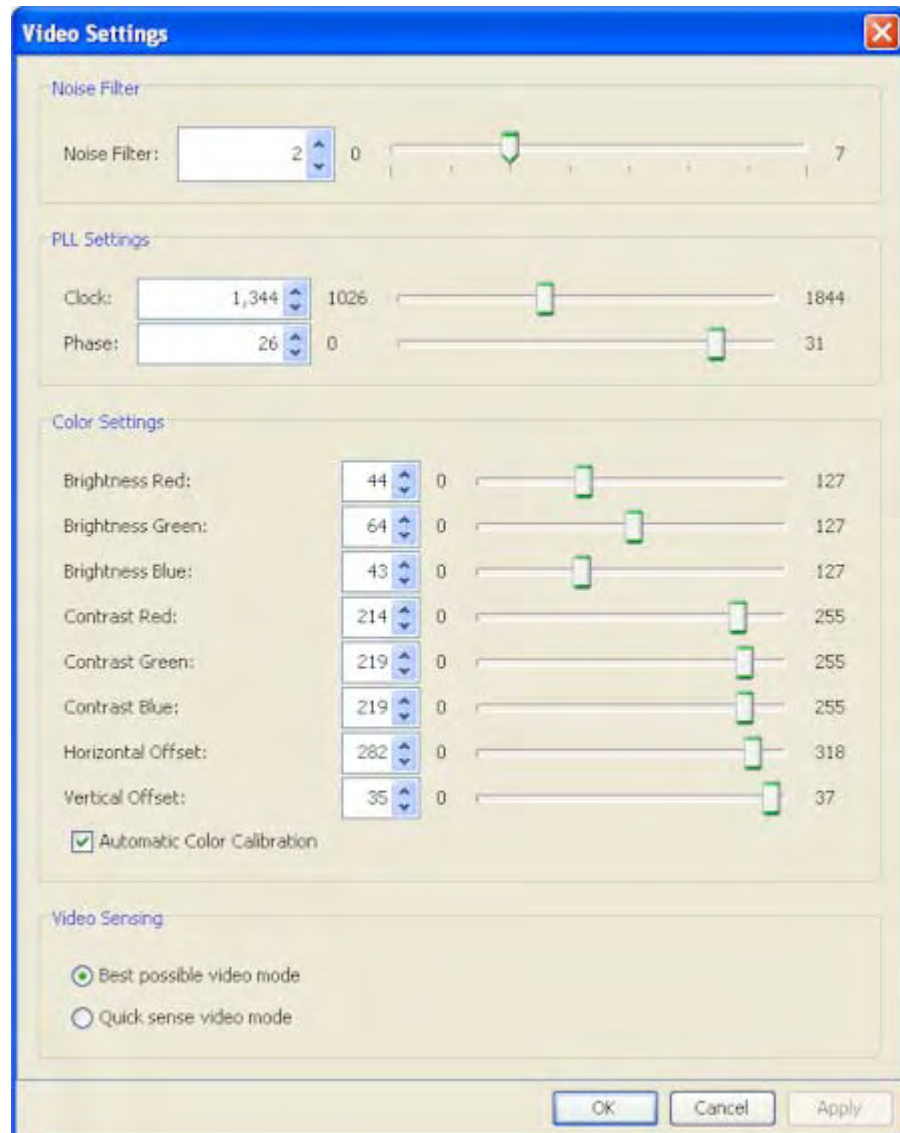 Video Settings
Noise Filter
Noise Filter: 2 0 7
PLL Settings
Clock: 1,344 1026 1844
Phase: 26 0 31
Color Settings
Brightness Red: 44 0 127
Brightness Green: 64 0 127
Brightness Blue: 43 0 127
Contrast Red: 214 0 255
Contrast Green: 219 0 255
Contrast Blue: 219 0 255
Horizontal Offset: 282 0 318
Vertical Offset: 35 0 37
Automatic Color Calibration
Video Sensing
Best possible video mode
Quick sense video mode
OK Cancel Apply